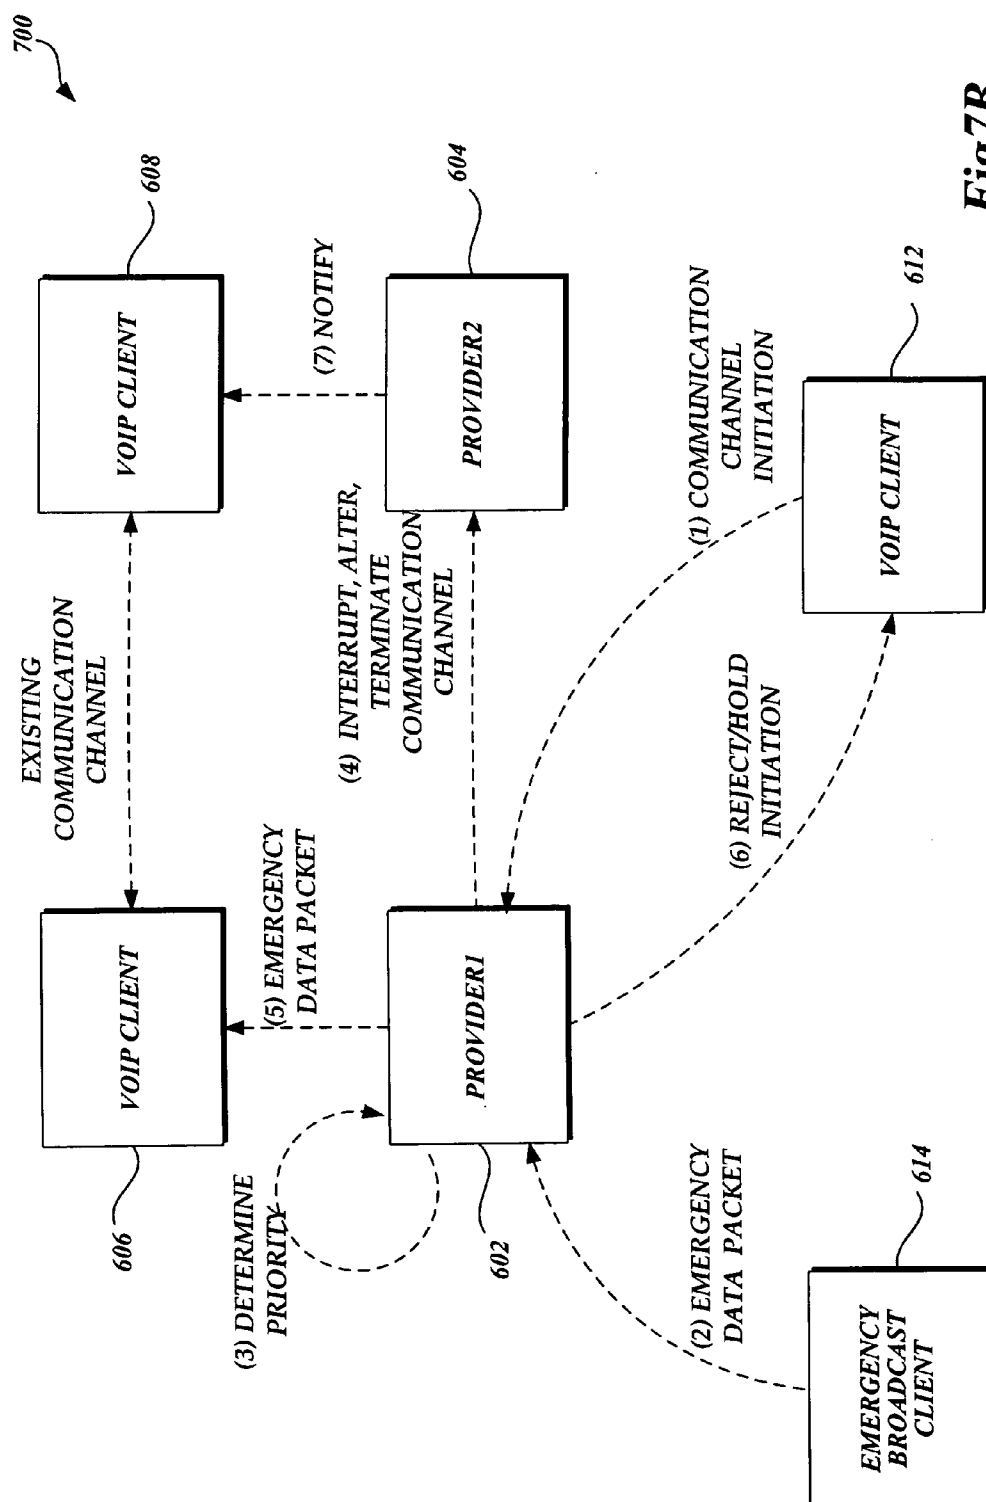 700
EXISTING
COMMUNICATION
CHANNEL
VOIP CLIENT
606
VOIP CLIENT
608
(3) DETERMINE
PRIORITY
(5) EMERGENCY
DATA PACKET
(4) INTERRUPT, ALTER,
TERMINATE
COMMUNICATION
CHANNEL
(7) NOTIFY
PROVIDER1
602
PROVIDER2
604
(2) EMERGENCY
DATA PACKET
(6) REJECT/HOLD
INITIATION
(1) COMMUNICATION
CHANNEL
INITIATION
EMERGENCY
BROADCAST
CLIENT
614
VOIP CLIENT
612
Fig7B